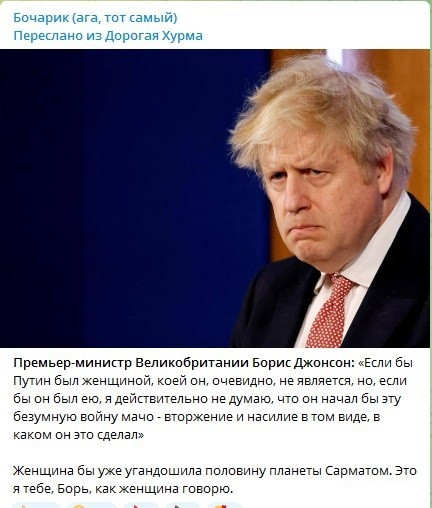 Бочарик (ага, тот самый)
Переслано из Дорогая Хурма
Премьер-министр Великобритании Борис Джонсон: «Если бы
Путин был женщиной, коей он, очевидно, не является, но, если
бы он был ею, я действительно не думаю, что он начал бы эту
безумную войну мачо - вторжение и насилие в том виде, в
каком он это сделал»
Женщина бы уже угандошила половину планеты Сарматом. Это
я тебе, Борь, как женщина говорю.